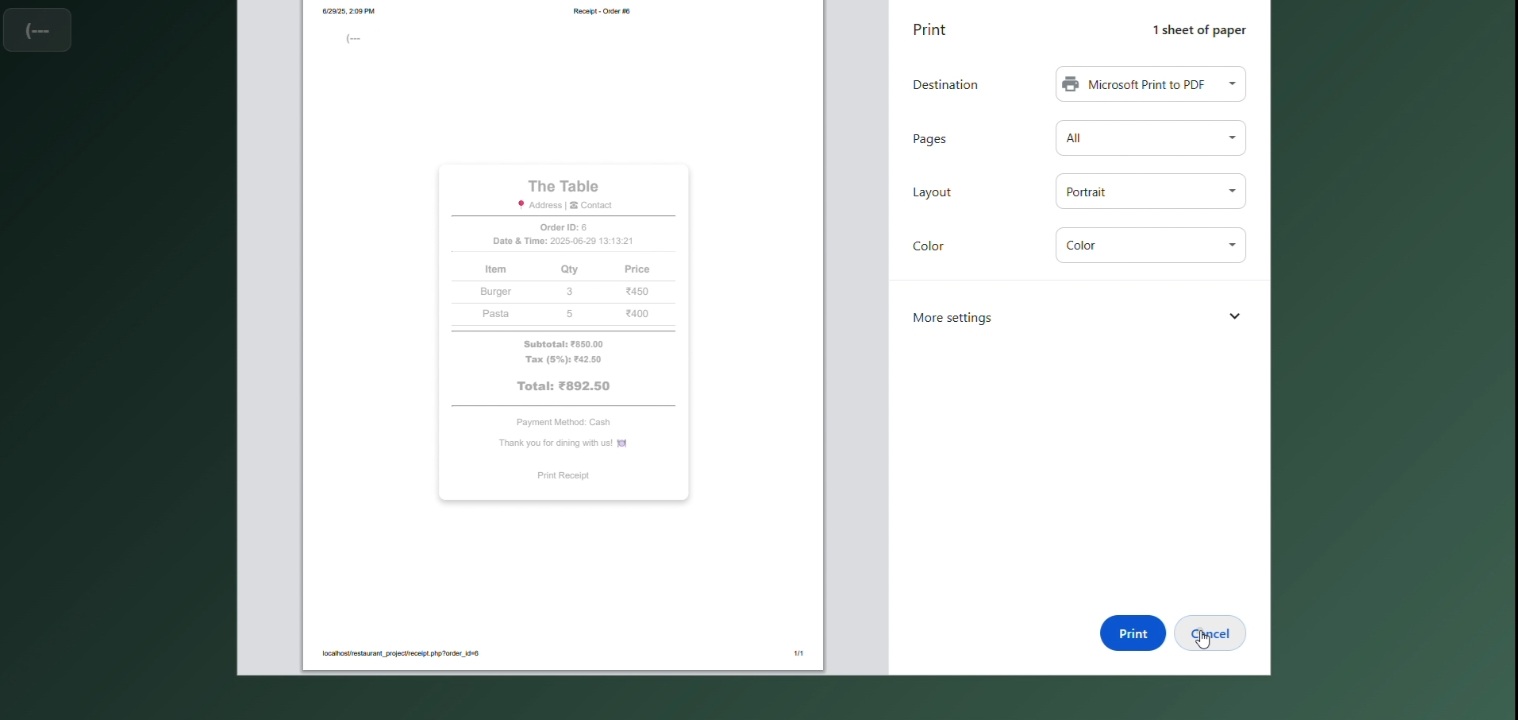 (---
6/29/25, 2:09 PM Receipt - Order #6
(---
The Table
📍 Address | ☎ Contact
Order ID: 6
Date & Time: 2025-06-29 13:13:21
Item Qty Price
Burger 3 ₹450
Pasta 5 ₹400
Subtotal: ₹850.00
Tax (5%): ₹42.50
Total: ₹892.50
Payment Method: Cash
Thank you for dining with us! 🍽
Print Receipt
localhost/restaurant_project/receipt.php?order_id=6 1/1
Print 1 sheet of paper
Destination Microsoft Print to PDF
Pages All
Layout Portrait
Color Color
More settings
Print Cancel